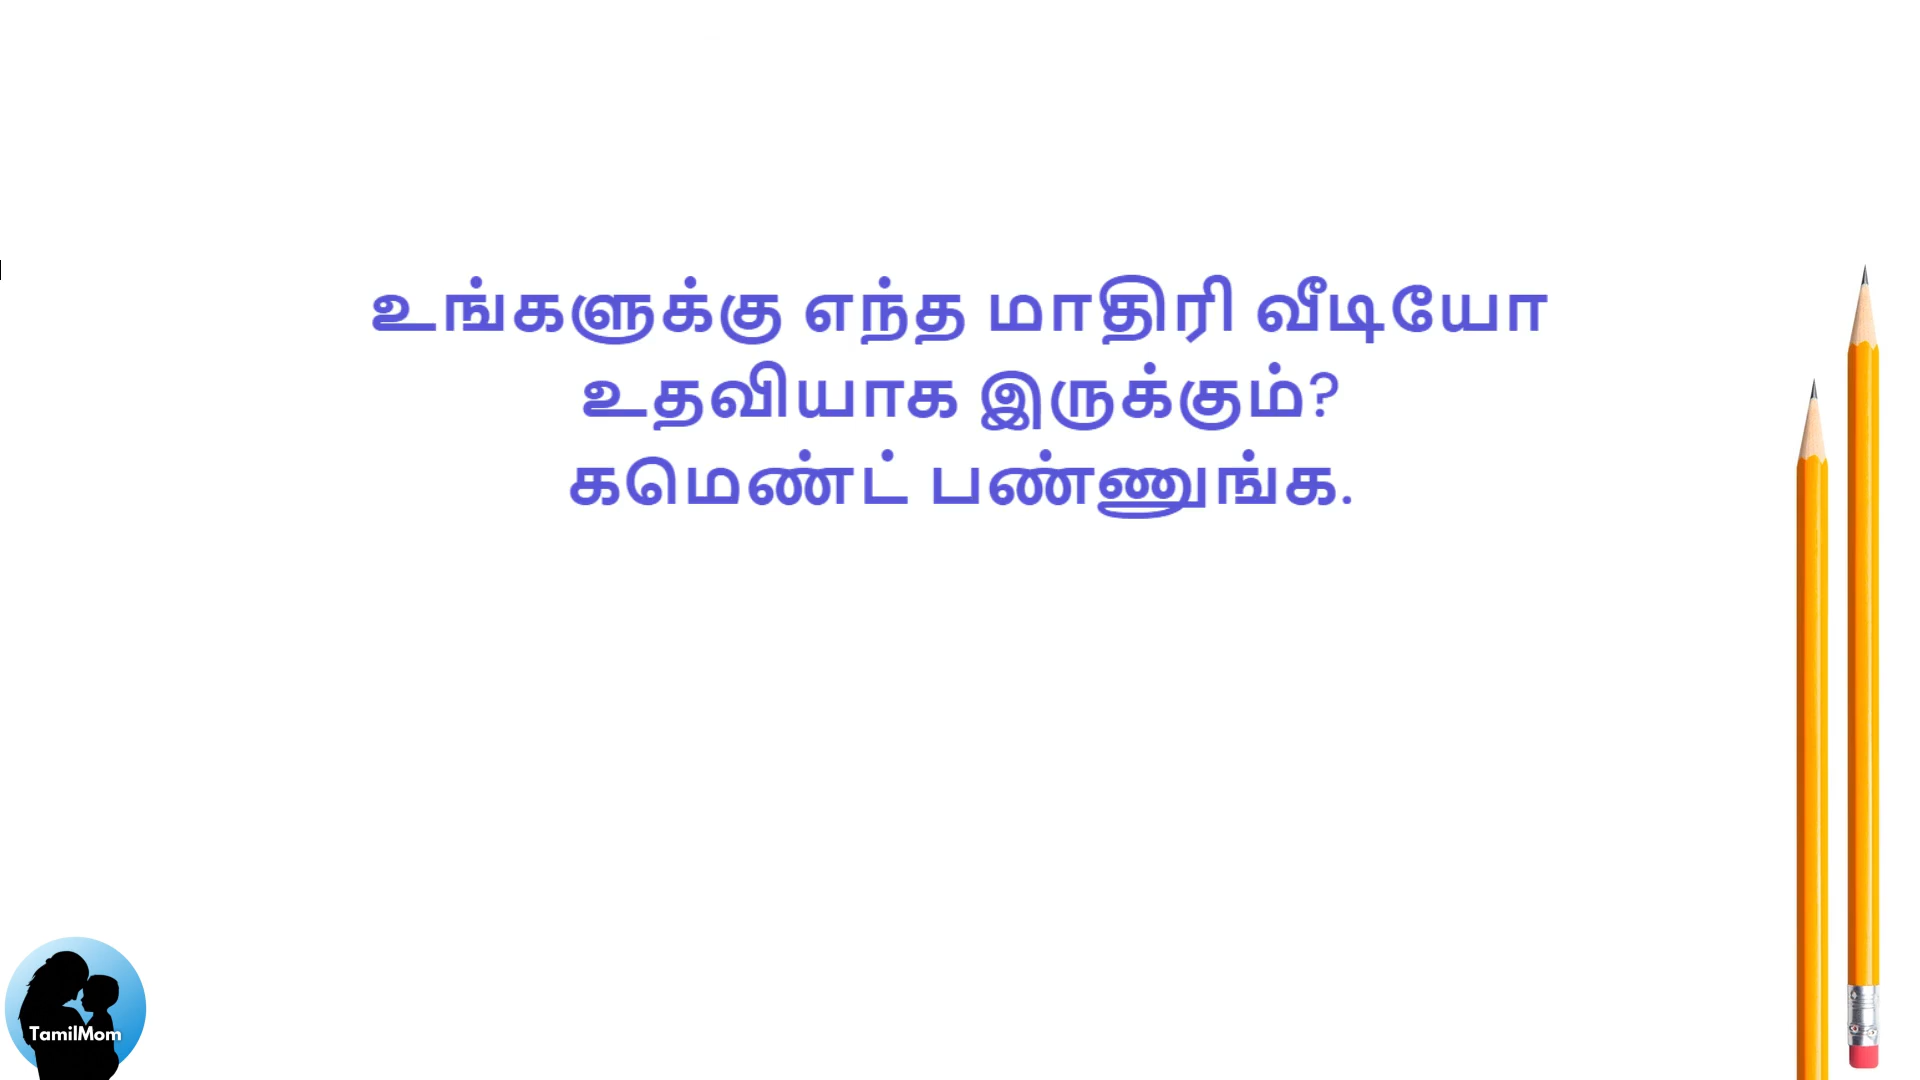 உங்களுக்கு எந்த மாதிரி வீடியோ
உதவியாக இருக்கும்?
கமெண்ட் பண்ணுங்க.
TamilMom